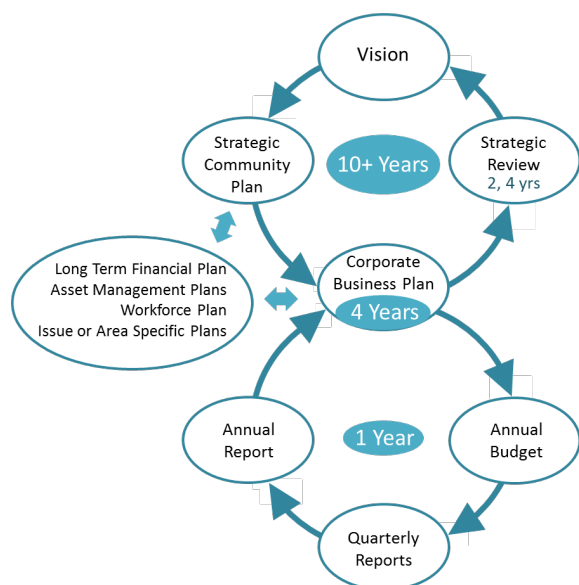 Vision
Strategic
Community
Plan
10+ Years
Strategic
Review
2, 4 yrs
Long Term Financial Plan
Asset Management Plans
Workforce Plan
Issue or Area Specific Plans
Corporate
Business Plan
4 Years
Annual
Report
1 Year
Annual
Budget
Quarterly
Reports